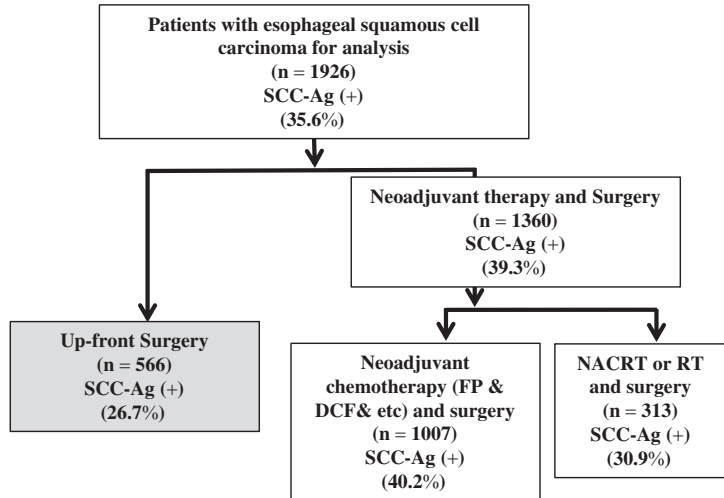 Patients with esophageal squamous cell
carcinoma for analysis
(n = 1926)
SCC-Ag (+)
(35.6%)
Neoadjuvant therapy and Surgery
(n = 1360)
SCC-Ag (+)
(39.3%)
Up-front Surgery
(n = 566)
SCC-Ag (+)
(26.7%)
Neoadjuvant
chemotherapy (FP &
DCF& etc) and surgery
(n = 1007)
SCC-Ag (+)
(40.2%)
NACRT or RT
and surgery
(n = 313)
SCC-Ag (+)
(30.9%)